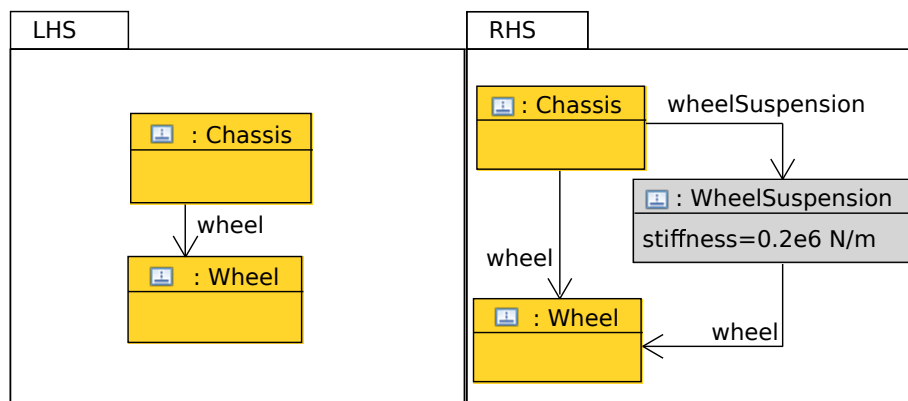 LHS
: Chassis
wheel
: Wheel
RHS
: Chassis
wheelSuspension
: WheelSuspension
stiffness=0.2e6 N/m
wheel
: Wheel
wheel